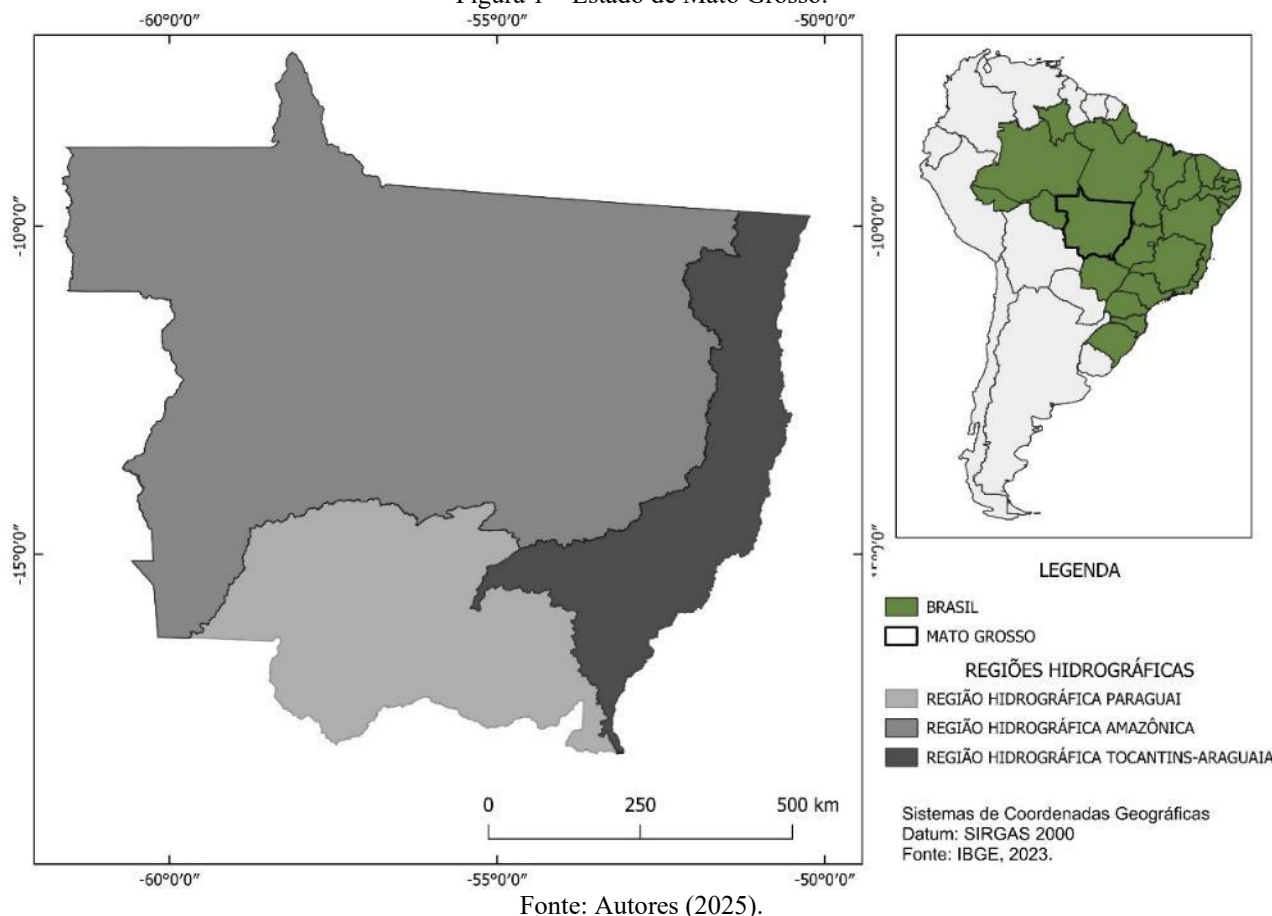 Figura 1 – Estado de Mato Grosso.
-60°0'0" -55°0'0" -50°0'0"
-10°0'0" -10°0'0"
-15°0'0"
0 250 500 km
-60°0'0" -55°0'0" -50°0'0"
LEGENDA
BRASIL
MATO GROSSO
REGIÕES HIDROGRÁFICAS
REGIÃO HIDROGRÁFICA PARAGUAI
REGIÃO HIDROGRÁFICA AMAZÔNICA
REGIÃO HIDROGRÁFICA TOCANTINS-ARAGUAIA
Sistemas de Coordenadas Geográficas
Datum: SIRGAS 2000
Fonte: IBGE, 2023.
Fonte: Autores (2025).